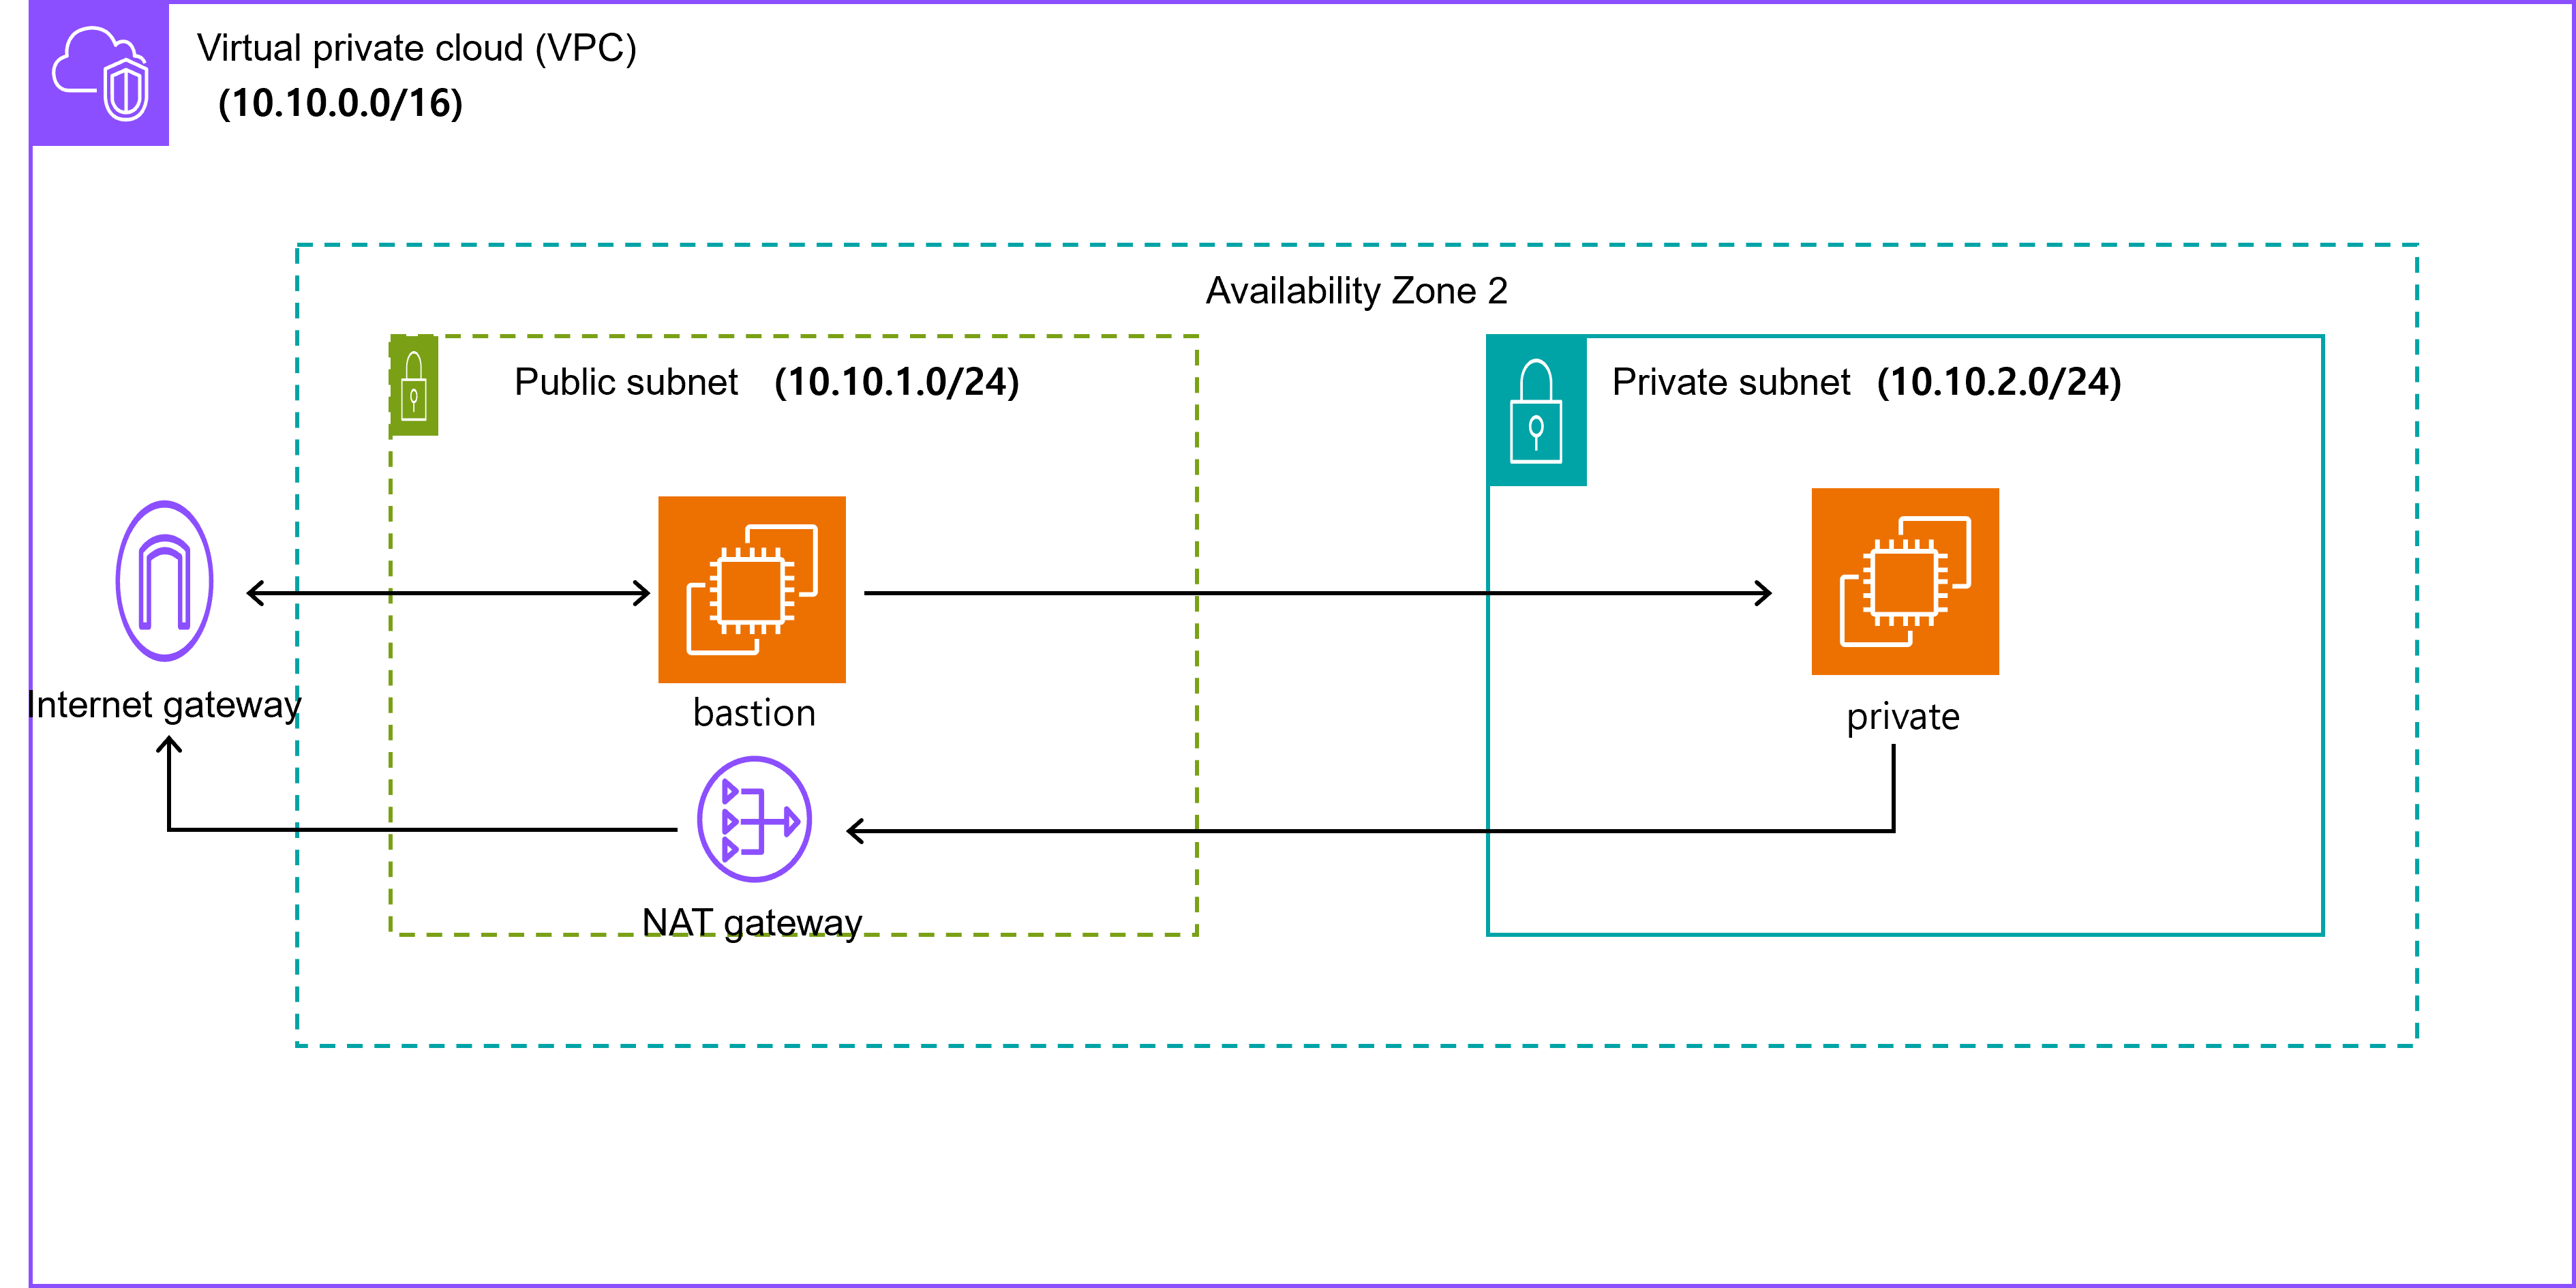 Virtual private cloud (VPC)
(10.10.0.0/16)
Availability Zone 2
Public subnet (10.10.1.0/24)
Private subnet (10.10.2.0/24)
Internet gateway
bastion
private
NAT gateway